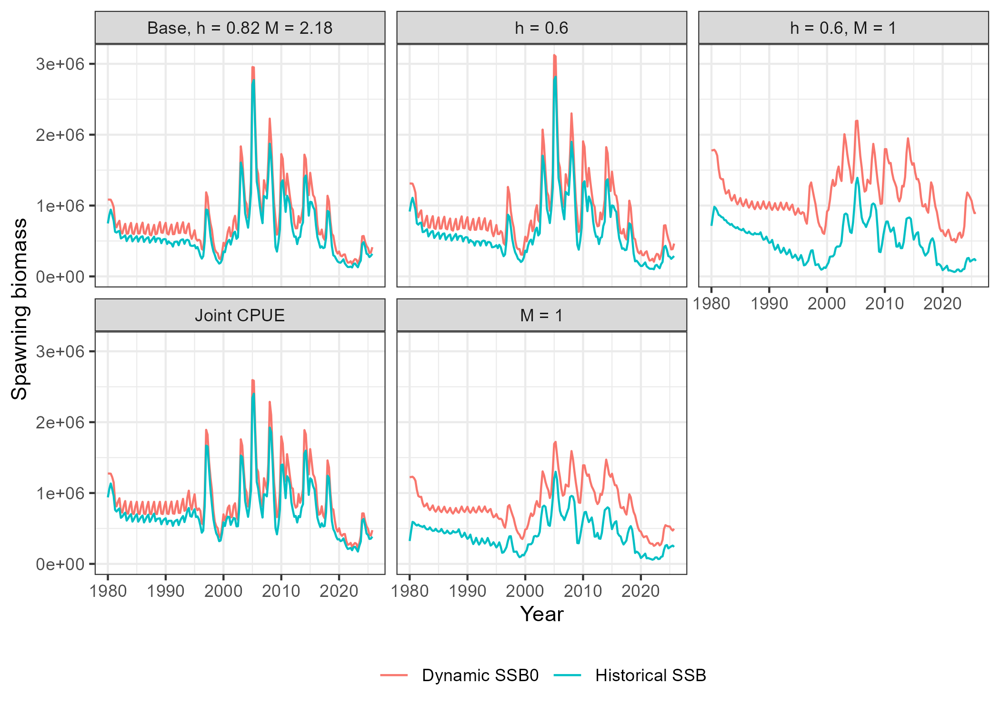 Base, h = 0.82 M = 2.18
h = 0.6
h = 0.6, M = 1
3e+06
2e+06
1e+06
0e+00
1980 1990 2000 2010 2020
Joint CPUE
M = 1
3e+06
2e+06
1e+06
0e+00
1980 1990 2000 2010 2020
1980 1990 2000 2010 2020
Spawning biomass
Year
Dynamic SSB0
Historical SSB